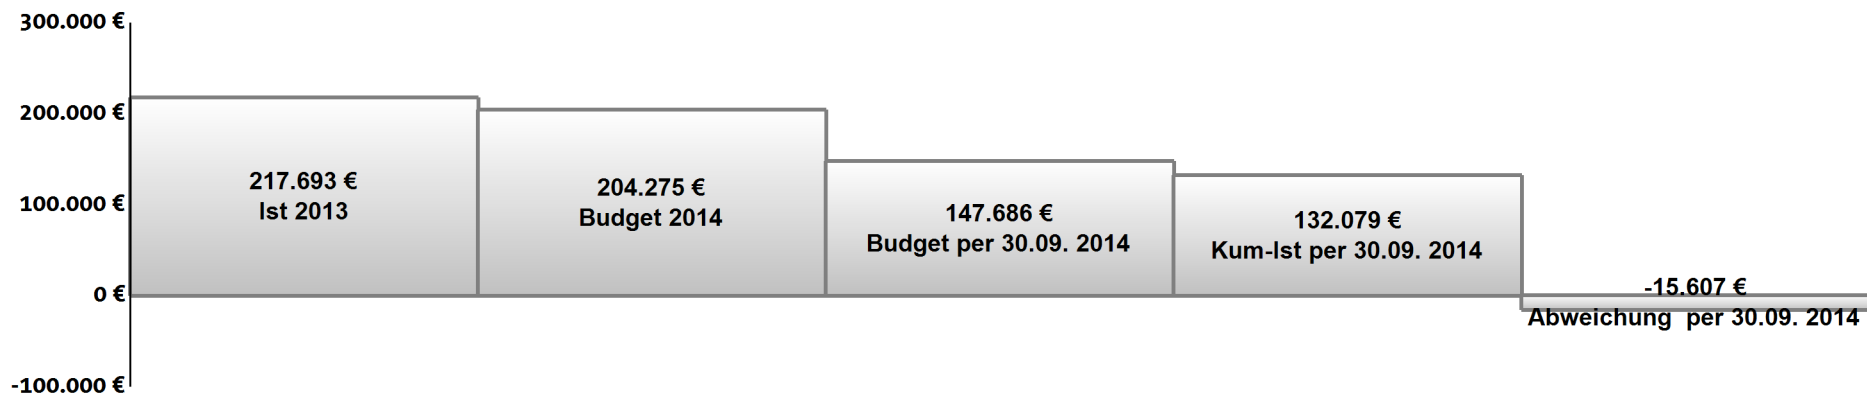 300.000 €
200.000 €
100.000 €
0 €
-100.000 €
217.693 €
Ist 2013
204.275 €
Budget 2014
147.686 €
Budget per 30.09. 2014
132.079 €
Kum-Ist per 30.09. 2014
-15.607 €
Abweichung  per 30.09. 2014